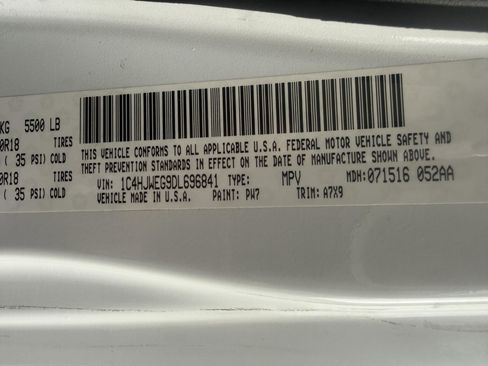 KG 5500 LB
0R18 TIRES
( 35 PSI) COLD
0R18 TIRES
( 35 PSI) COLD
THIS VEHICLE CONFORMS TO ALL APPLICABLE U.S.A. FEDERAL MOTOR VEHICLE SAFETY AND
THEFT PREVENTION STANDARDS IN EFFECT ON THE DATE OF MANUFACTURE SHOWN ABOVE.
VIN: 1C4HJWEG9DL696841 TYPE: MPV MDH: 071516 052AA
VEHICLE MADE IN U.S.A. PAINT: PW7 TRIM: A7X9